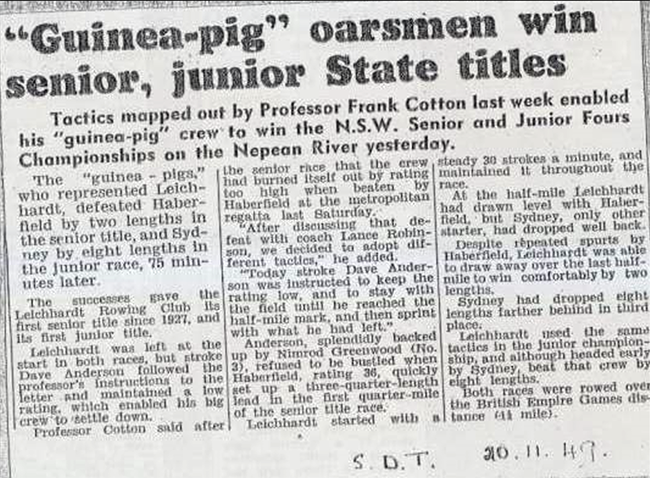 “Guinea-pig” oarsmen win
senior, junior State titles
Tactics mapped out by Professor Frank Cotton last week enabled
his "guinea-pig" crew to win the N.S.W. Senior and Junior Fours
Championships on the Nepean River yesterday.
The "guinea - pigs,"
who represented Leich-
hardt, defeated Haber-
field by two lengths in
the senior title, and Syd-
ney by eight lengths in
the junior race, 75 min-
utes later.
The successes gave the
Leichhardt Rowing Club its
first senior title since 1927, and
its first junior title.
Leichhardt was left at the
start in both races, but stroke
Dave Anderson followed the
professor's instructions to the
letter and maintained a low
rating, which enabled his big
crew to settle down.
Professor Cotton said after
the senior race that the crew
had burned itself out by rating
too high when beaten by
Haberfield at the metropolitan
regatta last Saturday.
"After discussing that de-
feat with coach Lance Robin-
son, we decided to adopt dif-
ferent tactics," he added.
"Today stroke Dave Ander-
son was instructed to keep the
rating low, and to stay with
the field until he reached the
half-mile mark, and then sprint
with what he had left."
Anderson, splendidly backed
up by Nimrod Greenwood (No.
3), refused to be bustled when
Haberfield, rating 36, quickly
set up a three-quarter-length
lead in the first quarter-mile
of the senior title race.
Leichhardt started with a
steady 30 strokes a minute, and
maintained it throughout the
race.
At the half-mile Leichhardt
had drawn level with Haber-
field, but Sydney, only other
starter, had dropped well back.
Despite repeated spurts by
Haberfield, Leichhardt was able
to draw away over the last half-
mile to win comfortably by two
lengths.
Sydney had dropped eight
lengths farther behind in third
place.
Leichhardt used the same
tactics in the junior champion-
ship, and although headed early
by Sydney, beat that crew by
eight lengths.
Both races were rowed over
the British Empire Games dis-
tance (1¼ mile).
S.D.T. 20.11.49.